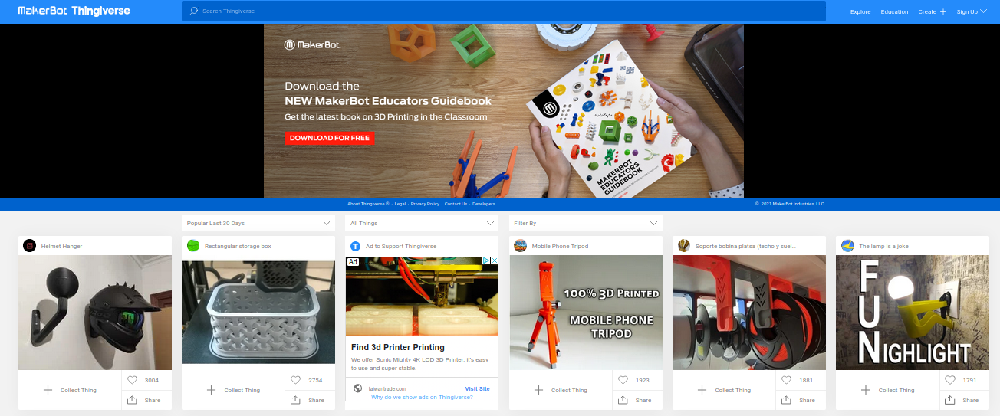 MakerBot Thingiverse
Search Thingiverse
Explore Education Create Sign Up
MakerBot
Download the
NEW MakerBot Educators Guidebook
Get the latest book on 3D Printing in the Classroom
DOWNLOAD FOR FREE
MAKERBOT
EDUCATORS
GUIDEBOOK
About Thingiverse ® · Legal · Privacy Policy · Contact Us · Developers
© 2021 MakerBot Industries, LLC
Popular Last 30 Days
All Things
Filter By
Helmet Hanger
3004
Collect Thing
Share
Rectangular storage box
2754
Collect Thing
Share
Ad to Support Thingiverse
Ad
Find 3d Printer Printing
We offer Sonic Mighty 4K LCD 3D Printer, it's easy
to use and super stable.
taiwantrade.com
Visit Site
Why do we show ads on Thingiverse?
Mobile Phone Tripod
100% 3D PRINTED
MOBILE PHONE
TRIPOD
1923
Collect Thing
Share
Soporte bobina platsa (techo y suel...
1881
Collect Thing
Share
The lamp is a joke
FUNNIGHLIGHT
1791
Collect Thing
Share